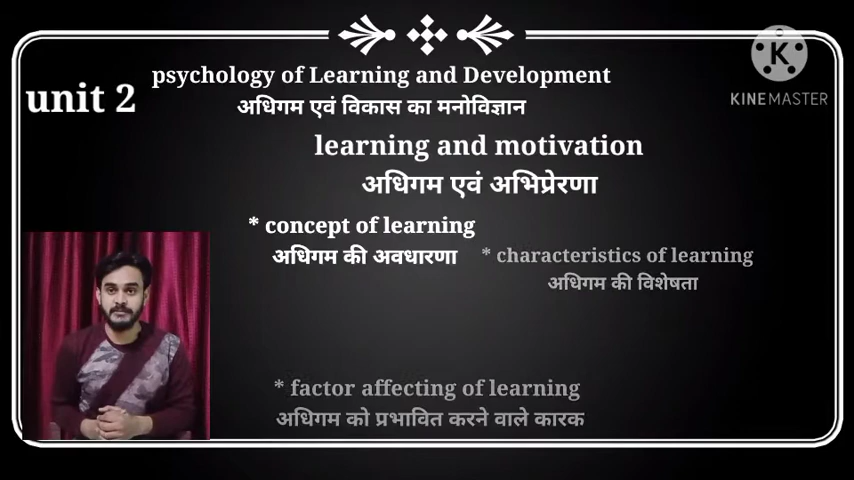 unit 2
psychology of Learning and Development
अधिगम एवं विकास का मनोविज्ञान
KINEMASTER
learning and motivation
अधिगम एवं अभिप्रेरणा
* concept of learning
अधिगम की अवधारणा
* characteristics of learning
अधिगम की विशेषता
* factor affecting of learning
अधिगम को प्रभावित करने वाले कारक